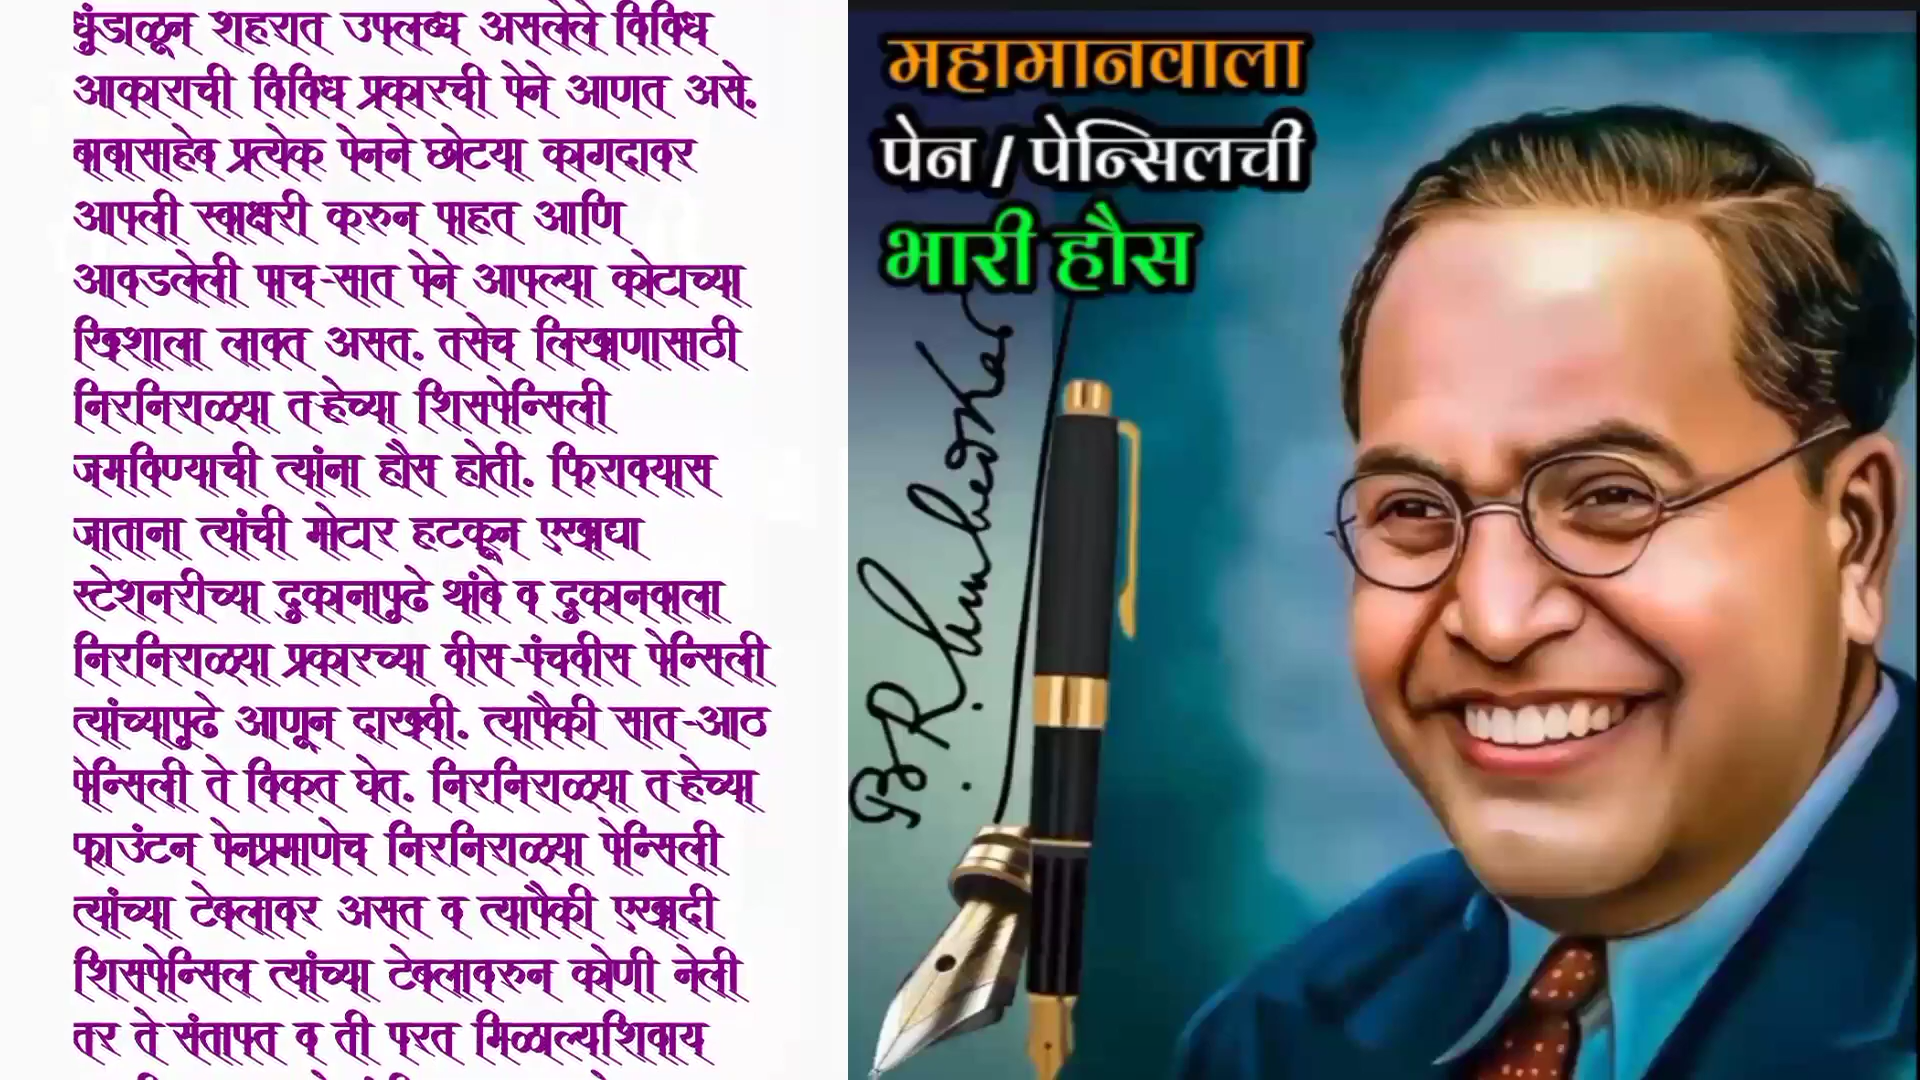 धुंडाळून शहरात उपलब्ध असलेले विविध
आकाराची विविध प्रकारची पेने आणत असे.
बाबासाहेब प्रत्येक पेनने छोटया कागदावर
आपली स्वाक्षरी करुन पाहत आणि
आवडलेली पाच-सात पेने आपल्या कोटाच्या
खिशाला लावत असत. तसेच लिखाणासाठी
निरनिराळ्या तऱ्हेच्या शिसपेन्सिली
जमविण्याची त्यांना हौस होती. फिरावयास
जाताना त्यांची मोटार हटकून एखाद्या
स्टेशनरीच्या दुकानापुढे थांबे व दुकानवाला
निरनिराळ्या प्रकारच्या वीस-पंचवीस पेन्सिली
त्यांच्यापुढे आणून दाखवी. त्यापैकी सात-आठ
पेन्सिली ते विकत घेत. निरनिराळ्या तऱ्हेच्या
फाउंटन पेनप्रमाणेच निरनिराळ्या पेन्सिली
त्यांच्या टेबलावर असत व त्यापैकी एखादी
शिसपेन्सिल त्यांच्या टेबलावरुन कोणी नेली
तर ते संतापत व ती परत मिळाल्यशिवाय
महामानवाला
पेन / पेन्सिलची
भारी हौस
B R Ambedkar